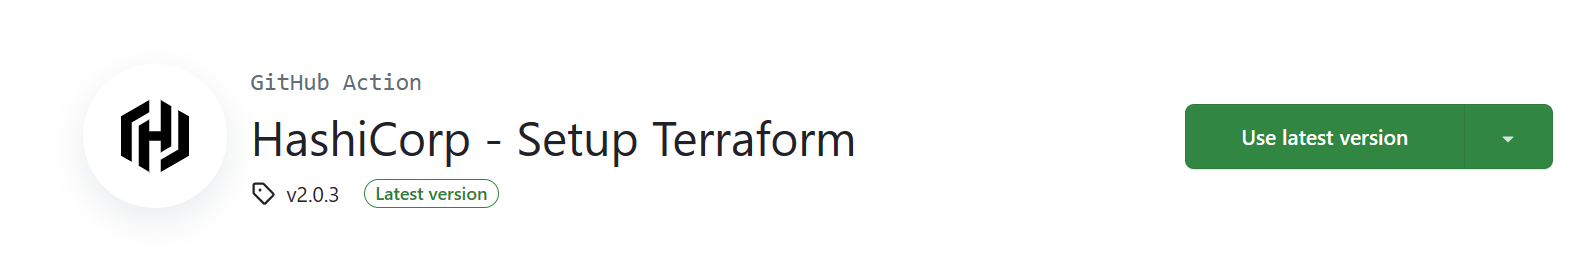 GitHub Action
HashiCorp - Setup Terraform
v2.0.3 Latest version
Use latest version